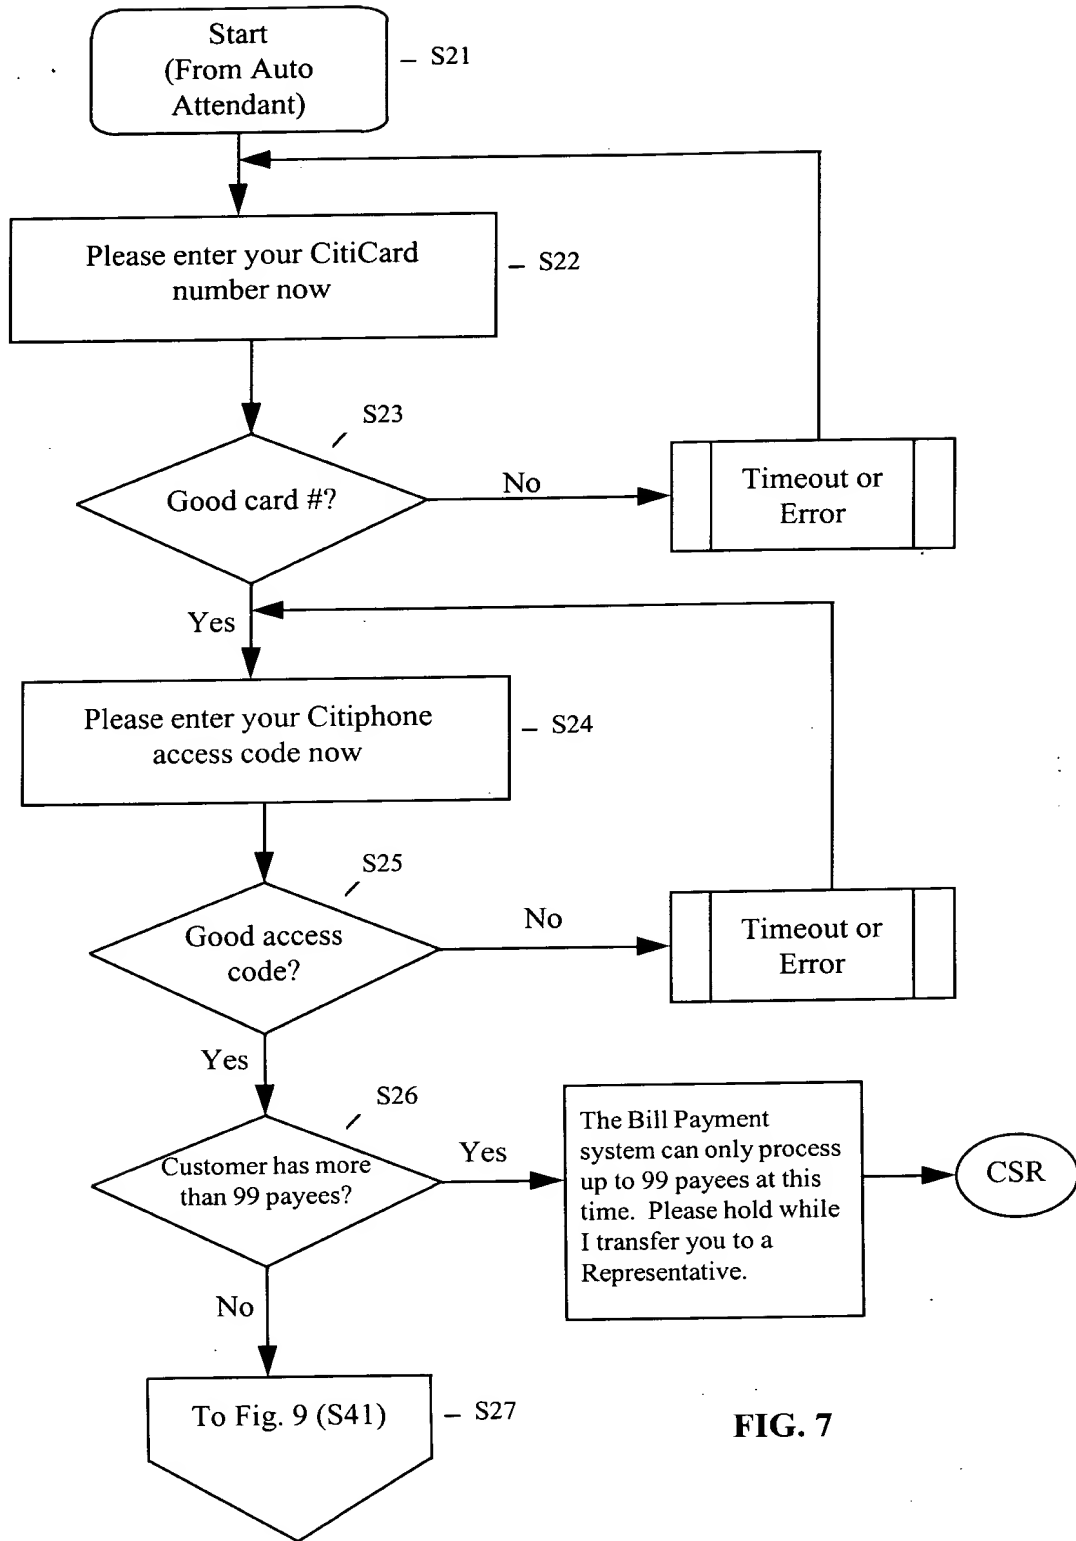 Start
(From Auto
Attendant)
– S21
Please enter your CitiCard
number now
– S22
S23
Good card #?
No
Timeout or
Error
Yes
Please enter your Citiphone
access code now
– S24
S25
Good access
code?
No
Timeout or
Error
Yes
S26
Customer has more
than 99 payees?
Yes
The Bill Payment
system can only process
up to 99 payees at this
time. Please hold while
I transfer you to a
Representative.
CSR
No
To Fig. 9 (S41)
– S27
FIG. 7